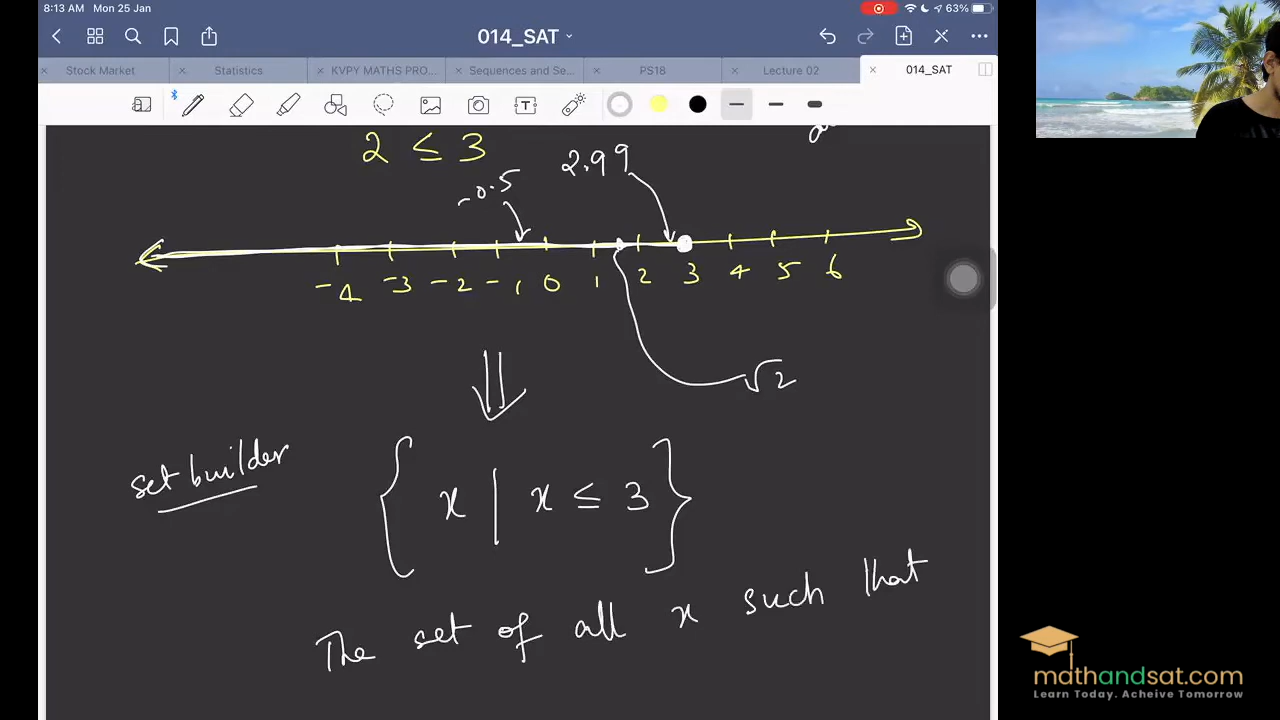 8:13 AM Mon 25 Jan
63%
014_SAT
Stock Market
Statistics
KVPY MATHS PRO...
Sequences and Se...
PS18
Lecture 02
014_SAT
2 ≤ 3
-0.5
2.99
-4 -3 -2 -1 0 1 2 3 4 5 6
√2
set builder
{ x | x ≤ 3 }
The set of all x such that
mathandsat.com
Learn Today. Acheive Tomorrow